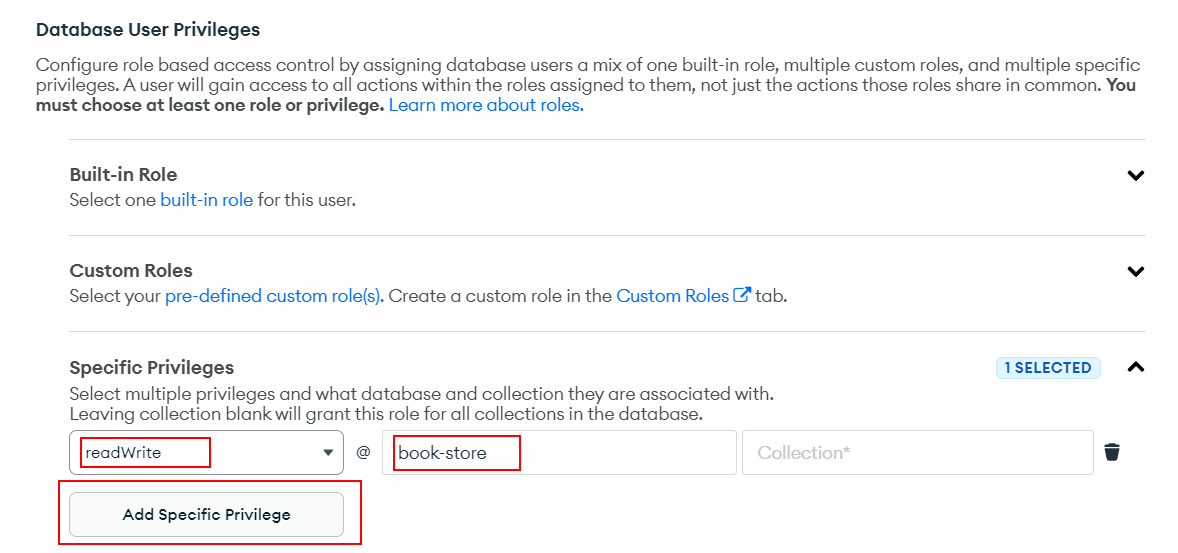 Database User Privileges
Configure role based access control by assigning database users a mix of one built-in role, multiple custom roles, and multiple specific
privileges. A user will gain access to all actions within the roles assigned to them, not just the actions those roles share in common. You
must choose at least one role or privilege. Learn more about roles.
Built-in Role
Select one built-in role for this user.
Custom Roles
Select your pre-defined custom role(s). Create a custom role in the Custom Roles tab.
Specific Privileges 1 SELECTED
Select multiple privileges and what database and collection they are associated with.
Leaving collection blank will grant this role for all collections in the database.
readWrite @ book-store Collection*
Add Specific Privilege